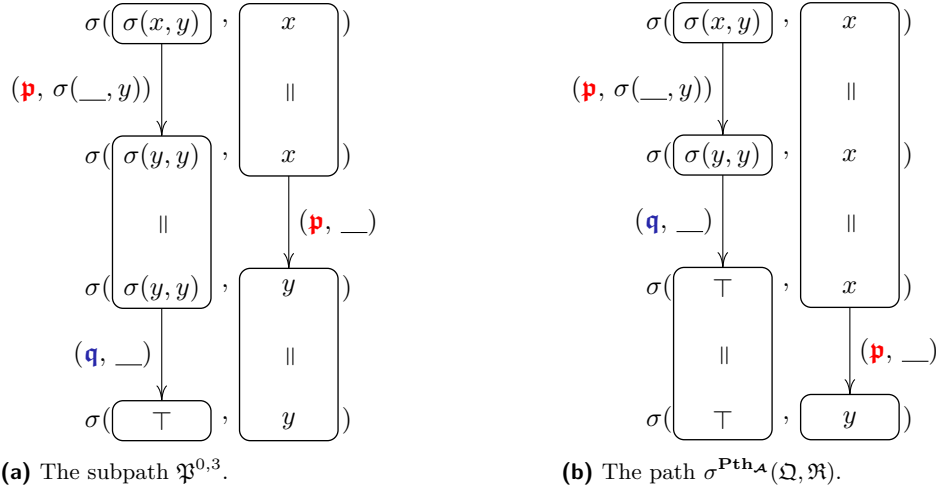 σ(σ(x, y) , x) σ(σ(x, y) , x)
(𝖕, σ(__, y)) || (𝖕, σ(__, y)) ||
σ(σ(y, y) , x) σ(σ(y, y) , x)
|| (𝖕, __) (𝖖, __) ||
σ(σ(y, y) , y) σ(⊤ , x)
(𝖖, __) || || (𝖕, __)
σ(⊤ , y) σ(⊤ , y)
(a) The subpath 𝔓^{0,3}. (b) The path σ^{Pth_𝓐}(𝔔, ℜ).